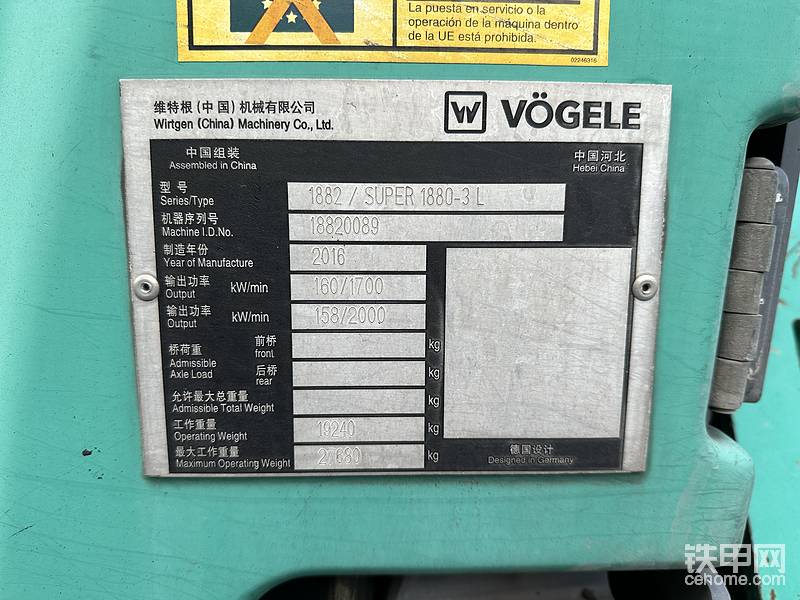 La puesta en servicio o la
operación de la máquina dentro
de la UE está prohibida.
02246316
维特根(中国)机械有限公司
Wirtgen (China) Machinery Co., Ltd.
W VÖGELE
中国组装
Assembled in China
中国河北
Hebei China
型号
Series/Type
1882 / SUPER 1880-3 L
机器序列号
Machine I.D.No.
18820089
制造年份
Year of Manufacture
2016
输出功率
Output kW/min
160/1700
输出功率
Output kW/min
158/2000
桥荷重
Admissible
Axle Load
前桥
front
kg
后桥
rear
kg
允许最大总重量
Admissible Total Weight
kg
工作重量
Operating Weight
19240
kg
最大工作重量
Maximum Operating Weight
kg
德国设计
Designed in Germany
铁甲网
cehome.com